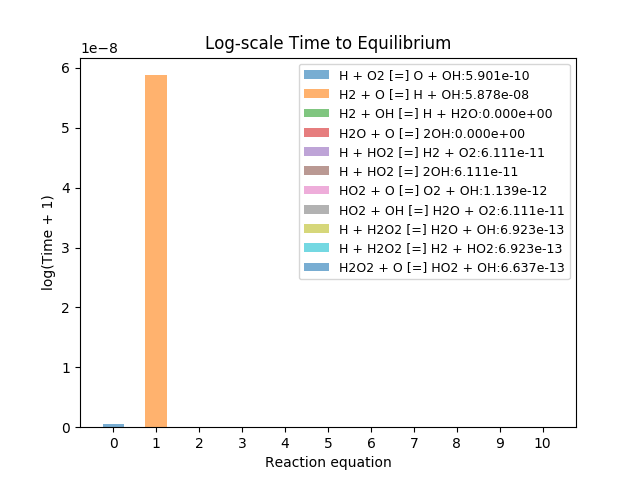 Log-scale Time to Equilibrium
1e−8
6
5
4
3
2
1
0
log(Time + 1)
H + O2 [=] O + OH:5.901e-10
H2 + O [=] H + OH:5.878e-08
H2 + OH [=] H + H2O:0.000e+00
H2O + O [=] 2OH:0.000e+00
H + HO2 [=] H2 + O2:6.111e-11
H + HO2 [=] 2OH:6.111e-11
HO2 + O [=] O2 + OH:1.139e-12
HO2 + OH [=] H2O + O2:6.111e-11
H + H2O2 [=] H2O + OH:6.923e-13
H + H2O2 [=] H2 + HO2:6.923e-13
H2O2 + O [=] HO2 + OH:6.637e-13
0 1 2 3 4 5 6 7 8 9 10
Reaction equation